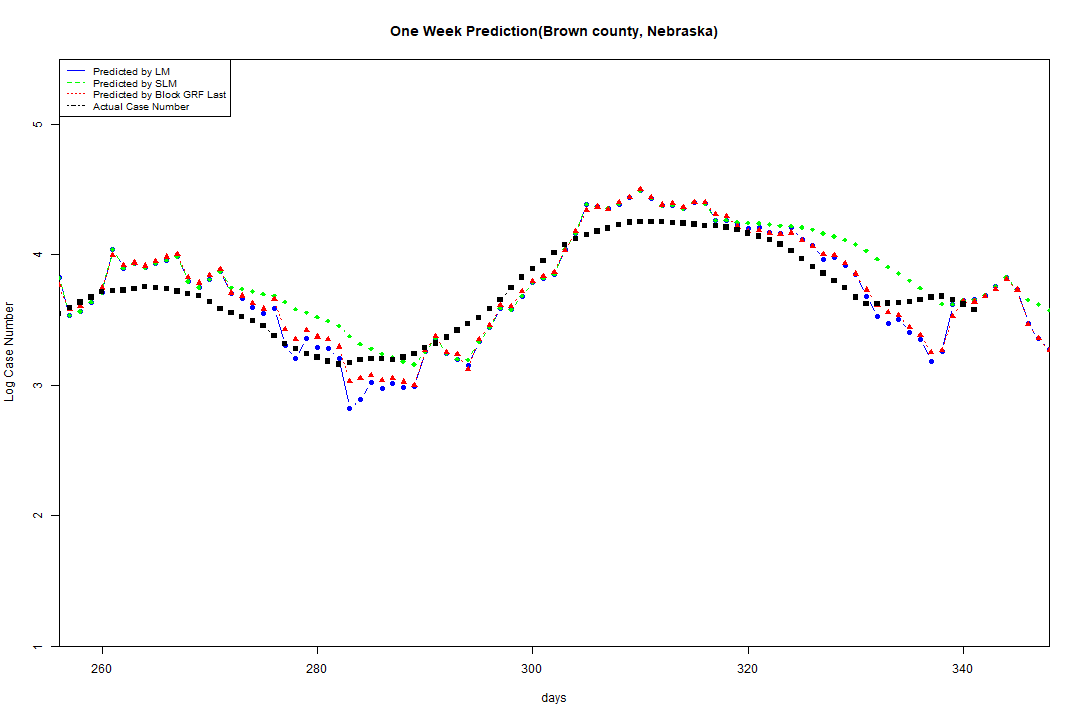 One Week Prediction(Brown county, Nebraska)
Predicted by LM
Predicted by SLM
Predicted by Block GRF Last
Actual Case Number
5
4
3
2
1
Log Case Number
260 280 300 320 340
days